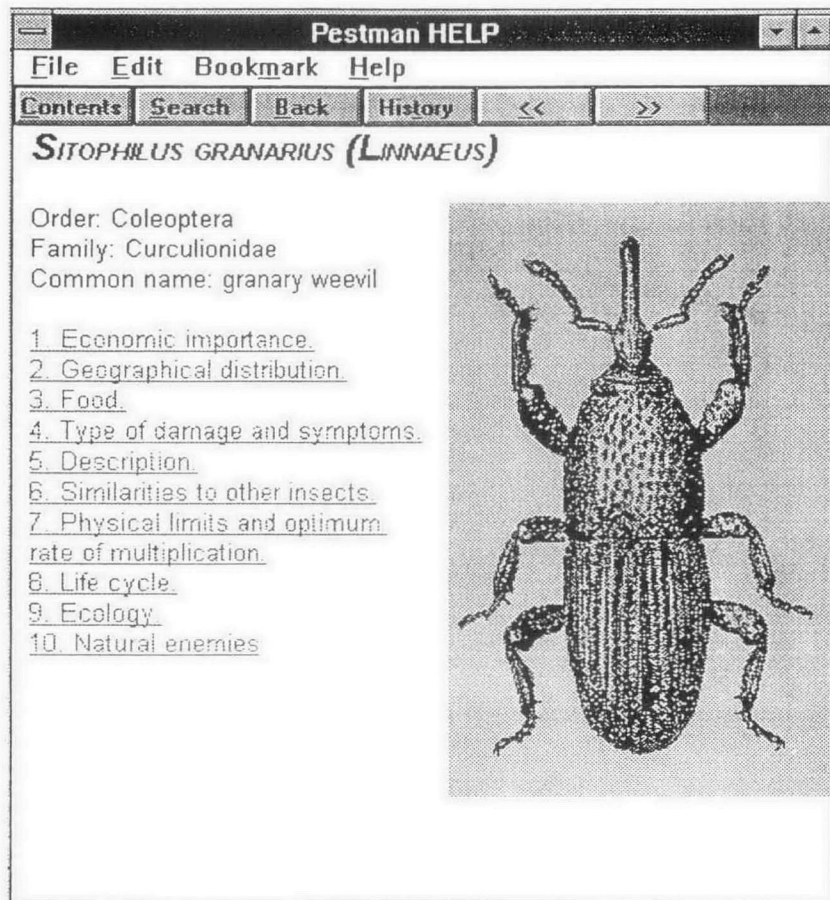 Pestman HELP
File Edit Bookmark Help
Contents Search Back History << >>
SITOPHILUS GRANARIUS (LINNAEUS)
Order: Coleoptera
Family: Curculionidae
Common name: granary weevil
1. Economic importance.
2. Geographical distribution.
3. Food.
4. Type of damage and symptoms.
5. Description.
6. Similarities to other insects.
7. Physical limits and optimum
rate of multiplication.
8. Life cycle.
9. Ecology.
10. Natural enemies